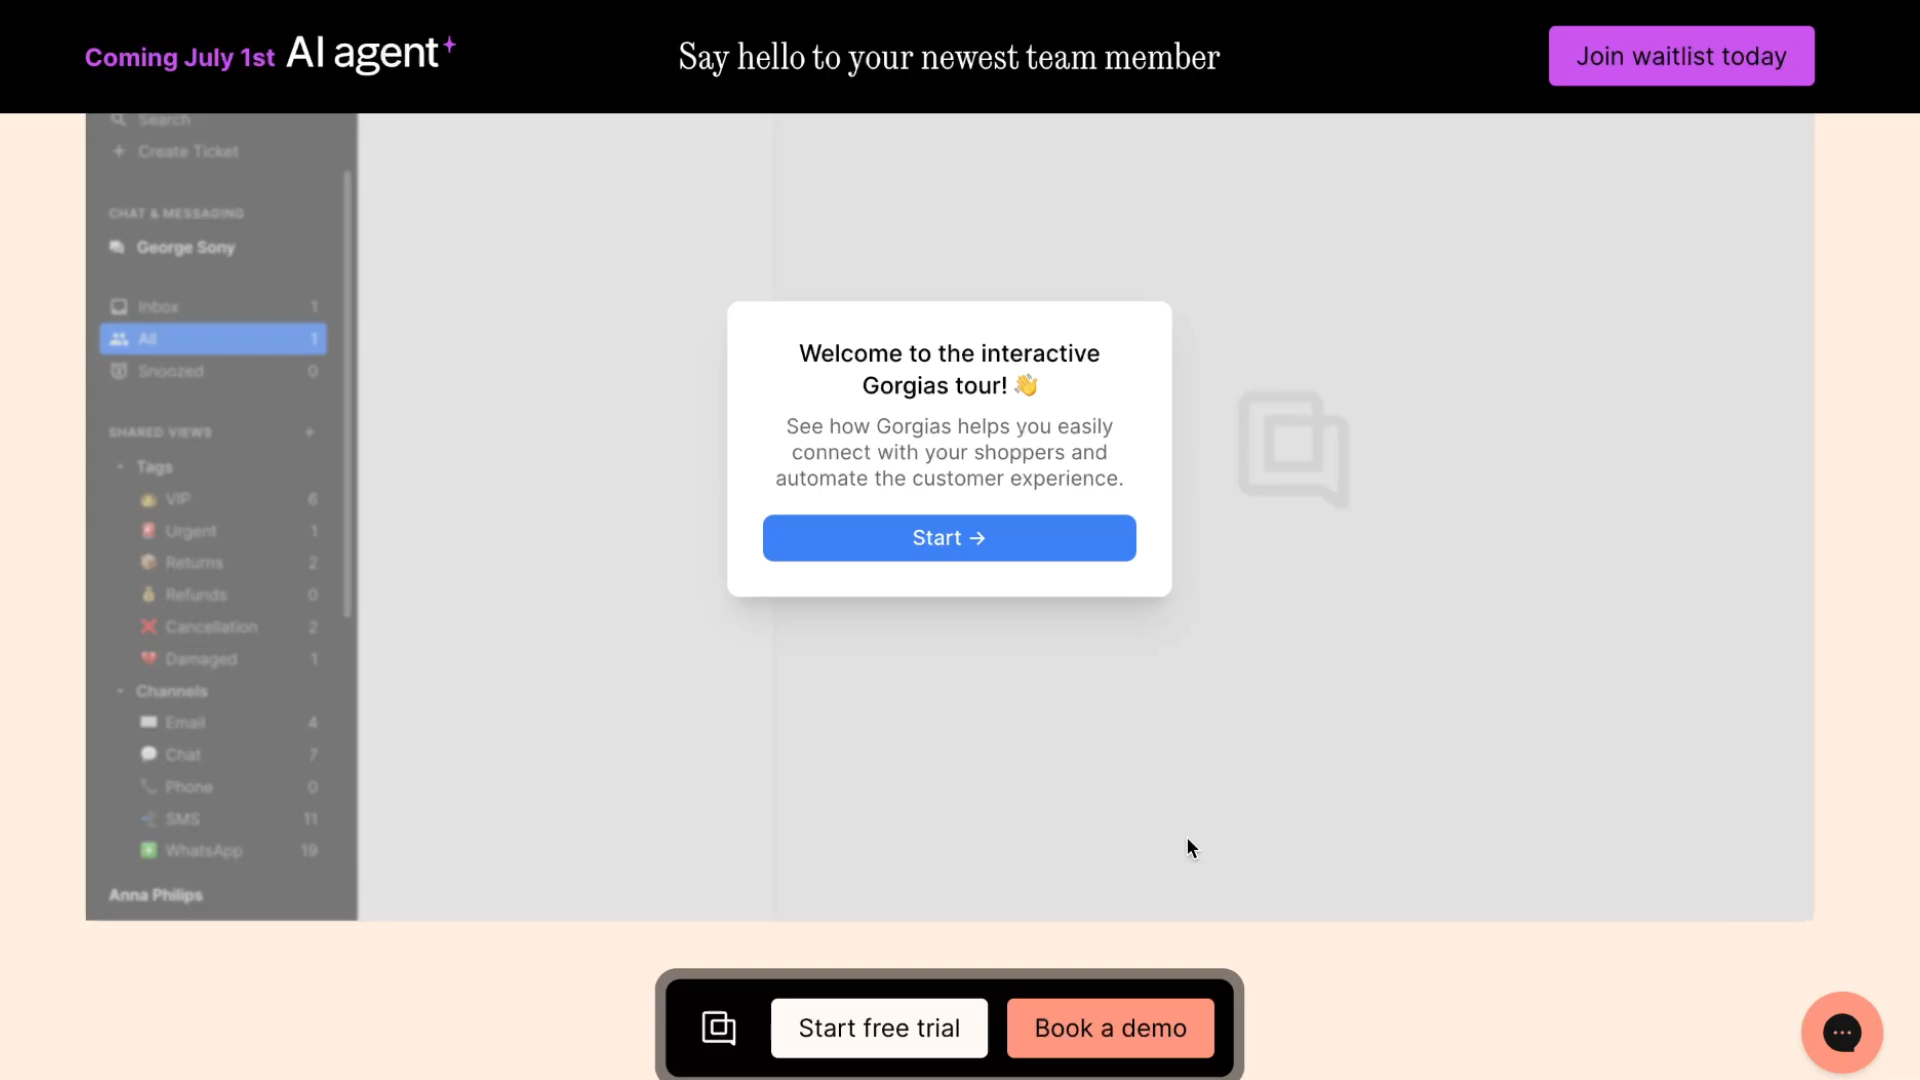 Coming July 1st AI agent
Say hello to your newest team member
Join waitlist today
Search
Create Ticket
CHAT & MESSAGING
George Sony
Inbox 1
All 1
Snoozed 0
SHARED VIEWS +
Tags
VIP 6
Urgent 1
Returns 2
Refunds 0
Cancellation 2
Damaged 1
Channels
Email 4
Chat 7
Phone 0
SMS 11
WhatsApp 19
Anna Philips
Welcome to the interactive
Gorgias tour! 👋
See how Gorgias helps you easily
connect with your shoppers and
automate the customer experience.
Start →
Start free trial
Book a demo